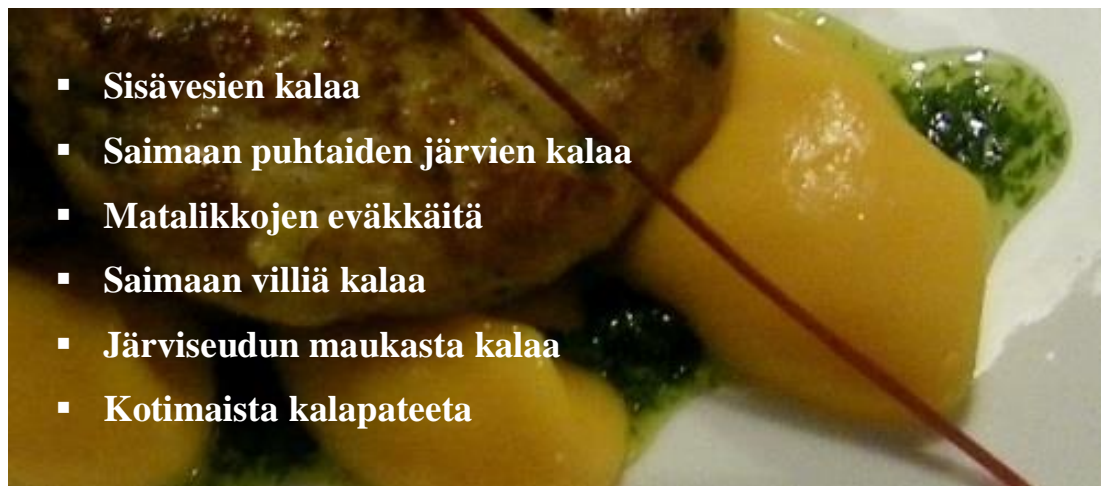 ▪ Sisävesien kalaa
▪ Saimaan puhtaiden järvien kalaa
▪ Matalikkojen eväkkäitä
▪ Saimaan villiä kalaa
▪ Järviseudun maukasta kalaa
▪ Kotimaista kalapateeta